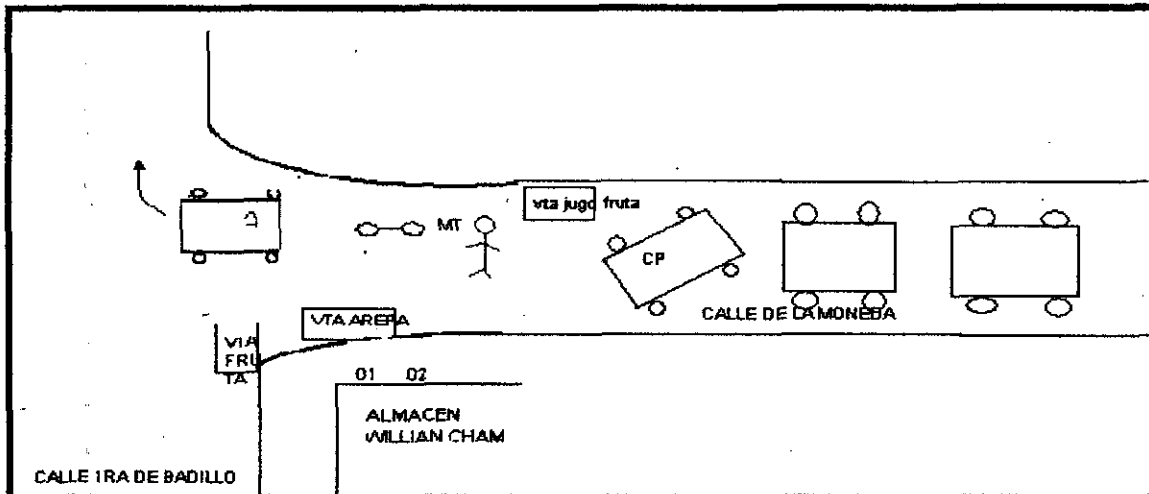 vta jugo fruta
MT
CP
CALLE DE LA MONEDA
VTA AREPA
VTA
FRU
TA
01 02
ALMACEN
WILLIAN CHAM
CALLE 1RA DE BADILLO